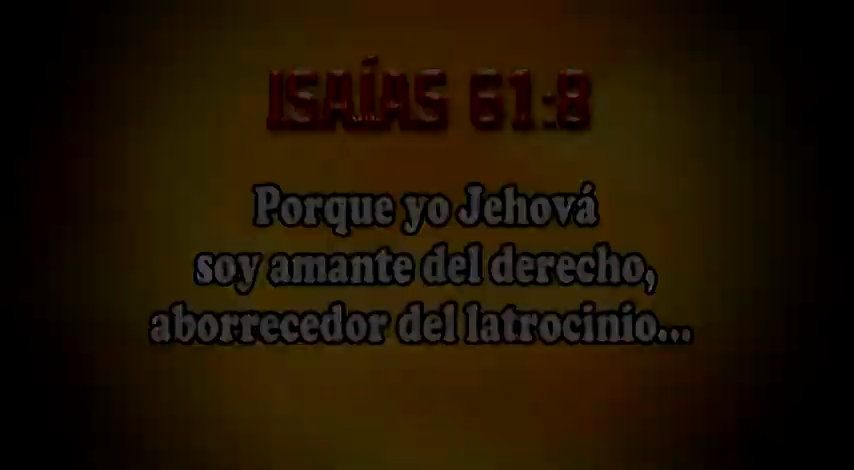 ISAÍAS 61:8
Porque yo Jehová
soy amante del derecho,
aborrecedor del latrocinio...